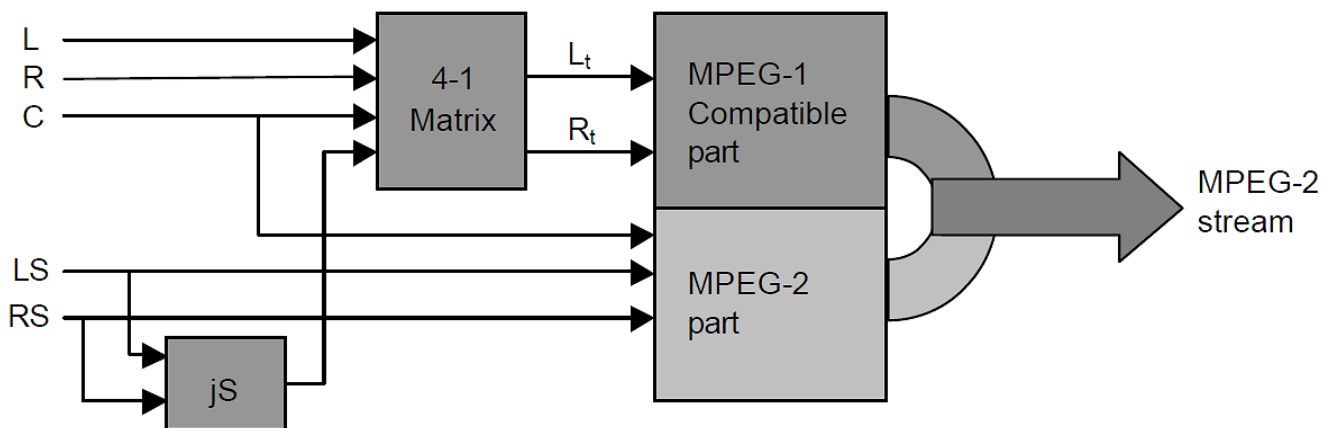 L
R
C
LS
RS
4-1
Matrix
jS
Lt
Rt
MPEG-1
Compatible
part
MPEG-2
part
MPEG-2
stream